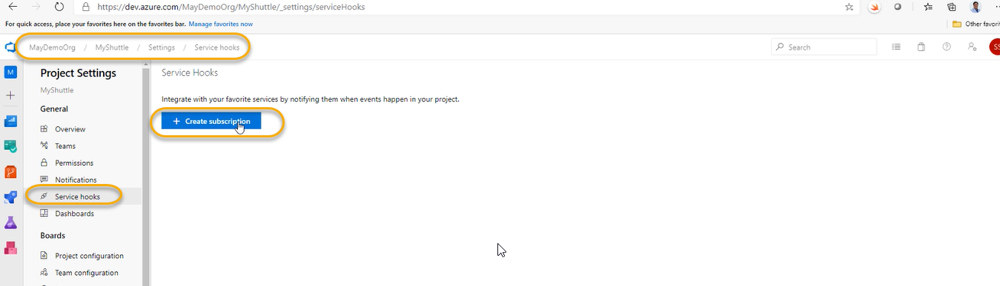 https://dev.azure.com/MayDemoOrg/MyShuttle/_settings/serviceHooks
For quick access, place your favorites here on the favorites bar. Manage favorites now
Other favorit
MayDemoOrg / MyShuttle / Settings / Service hooks
Search
SS
M
Project Settings
MyShuttle
General
Overview
Teams
Permissions
Notifications
Service hooks
Dashboards
Boards
Project configuration
Team configuration
Service Hooks
Integrate with your favorite services by notifying them when events happen in your project.
+ Create subscription